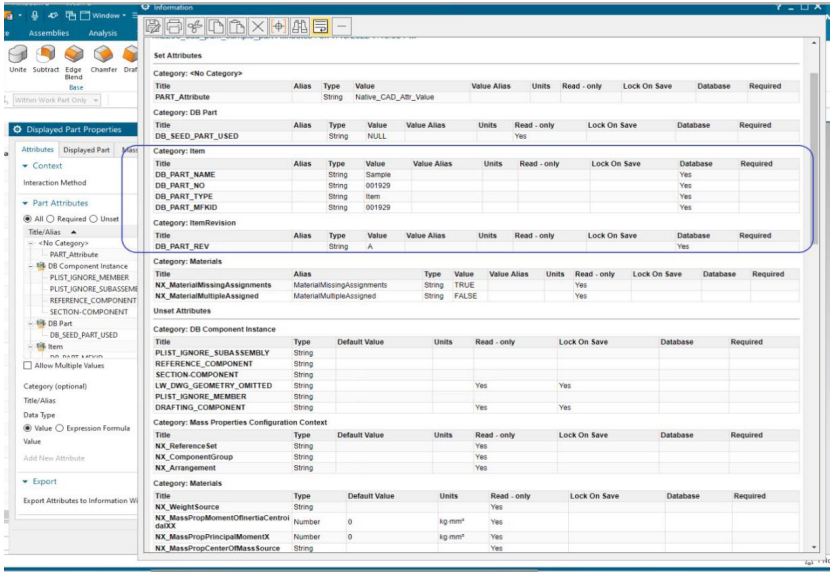 Window
Assemblies Analysis
Unite Subtract Edge Blend Chamfer Draf
Base
Within Work Part Only
Displayed Part Properties
Attributes Displayed Part Mass
Context
Interaction Method
Part Attributes
All Required Unset
Title/Alias
<No Category>
PART_Attribute
DB Component Instance
PLIST_IGNORE_MEMBER
PLIST_IGNORE_SUBASSEME
REFERENCE_COMPONENT
SECTION-COMPONENT
DB Part
DB_SEED_PART_USED
Item
Allow Multiple Values
Category (optional)
Title/Alias
Data Type
Value Expression Formula
Value
Add New Attribute
Export
Export Attributes to Information Wi
Information
Set Attributes
Category: <No Category>
Title Alias Type Value Value Alias Units Read - only Lock On Save Database Required
PART_Attribute String Native_CAD_Attr_Value
Category: DB Part
Title Alias Type Value Value Alias Units Read - only Lock On Save Database Required
DB_SEED_PART_USED String NULL Yes
Category: Item
Title Alias Type Value Value Alias Units Read - only Lock On Save Database Required
DB_PART_NAME String Sample Yes
DB_PART_NO String 001929 Yes
DB_PART_TYPE String Item Yes
DB_PART_MFKID String 001929 Yes
Category: ItemRevision
Title Alias Type Value Value Alias Units Read - only Lock On Save Database Required
DB_PART_REV String A Yes
Category: Materials
Title Alias Type Value Value Alias Units Read - only Lock On Save Database Required
NX_MaterialMissingAssignments MaterialMissingAssignments String TRUE Yes
NX_MaterialMultipleAssigned MaterialMultipleAssigned String FALSE Yes
Unset Attributes
Category: DB Component Instance
Title Type Default Value Units Read - only Lock On Save Database Required
PLIST_IGNORE_SUBASSEMBLY String
REFERENCE_COMPONENT String
SECTION-COMPONENT String
LW_DWG_GEOMETRY_OMITTED String Yes Yes
PLIST_IGNORE_MEMBER String
DRAFTING_COMPONENT String Yes Yes
Category: Mass Properties Configuration Context
Title Type Default Value Units Read - only Lock On Save Database Required
NX_ReferenceSet String Yes
NX_ComponentGroup String Yes
NX_Arrangement String Yes
Category: Materials
Title Type Default Value Units Read - only Lock On Save Database Required
NX_WeightSource String Yes
NX_MassPropMomentOfInertiaCentroi
dalXX Number 0 kg·mm² Yes
NX_MassPropPrincipalMomentX Number 0 kg·mm² Yes
NX_MassPropCenterOfMassSource String Yes